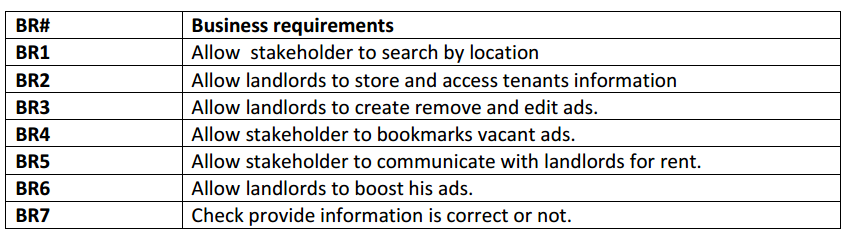 BR# Business requirements
BR1 Allow stakeholder to search by location
BR2 Allow landlords to store and access tenants information
BR3 Allow landlords to create remove and edit ads.
BR4 Allow stakeholder to bookmarks vacant ads.
BR5 Allow stakeholder to communicate with landlords for rent.
BR6 Allow landlords to boost his ads.
BR7 Check provide information is correct or not.